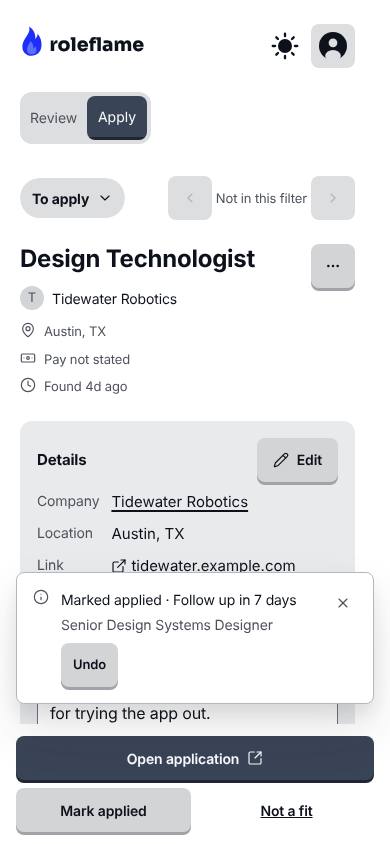 roleflame
Review Apply
To apply
Not in this filter
Design Technologist
...
T Tidewater Robotics
Austin, TX
Pay not stated
Found 4d ago
Details
Edit
Company Tidewater Robotics
Location Austin, TX
Link tidewater.example.com
Marked applied · Follow up in 7 days
Senior Design Systems Designer
Undo
for trying the app out.
Open application
Mark applied
Not a fit